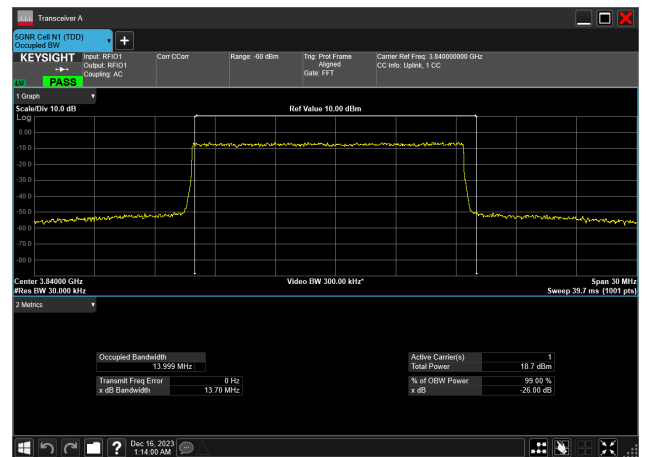 Transceiver A
5GNR Cell N1 (TDD)
Occupied BW
+
KEYSIGHT
LXI
PASS
Input: RFIO1
Output: RFIO1
Coupling: AC
Corr CCorr
Range: -60 dBm
Trig: Prot Frame
Aligned
Gate: FFT
Carrier Ref Freq: 3.840000000 GHz
CC Info: Uplink, 1 CC
1 Graph
Scale/Div 10.0 dB
Ref Value 10.00 dBm
Log
0.00
-10.0
-20.0
-30.0
-40.0
-50.0
-60.0
-70.0
-80.0
Center 3.84000 GHz
Video BW 300.00 kHz*
Span 30 MHz
#Res BW 30.000 kHz
Sweep 39.7 ms (1001 pts)
2 Metrics
Occupied Bandwidth
13.999 MHz
Transmit Freq Error 0 Hz
x dB Bandwidth 13.70 MHz
Active Carrier(s) 1
Total Power 18.7 dBm
% of OBW Power 99.00 %
x dB -26.00 dB
?
Dec 16, 2023
1:14:00 AM